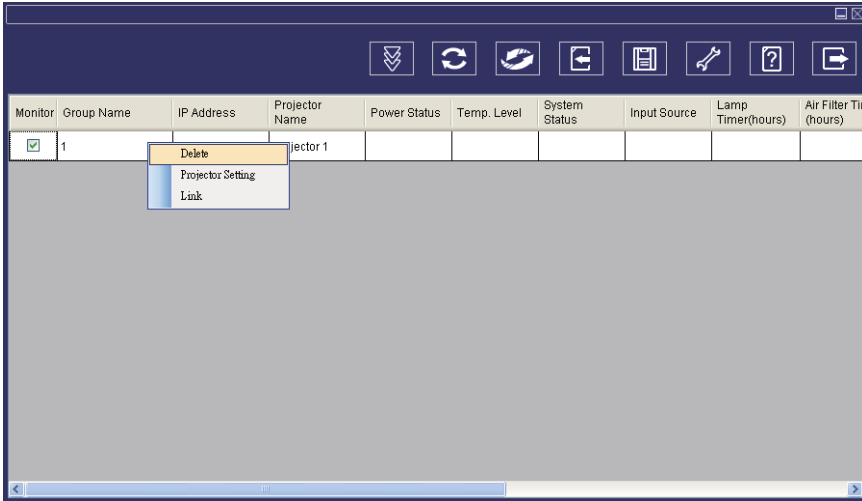 Monitor Group Name IP Address Projector Name Power Status Temp. Level System Status Input Source Lamp Timer(hours) Air Filter Ti (hours)
1 jector 1
Delete
Projector Setting
Link